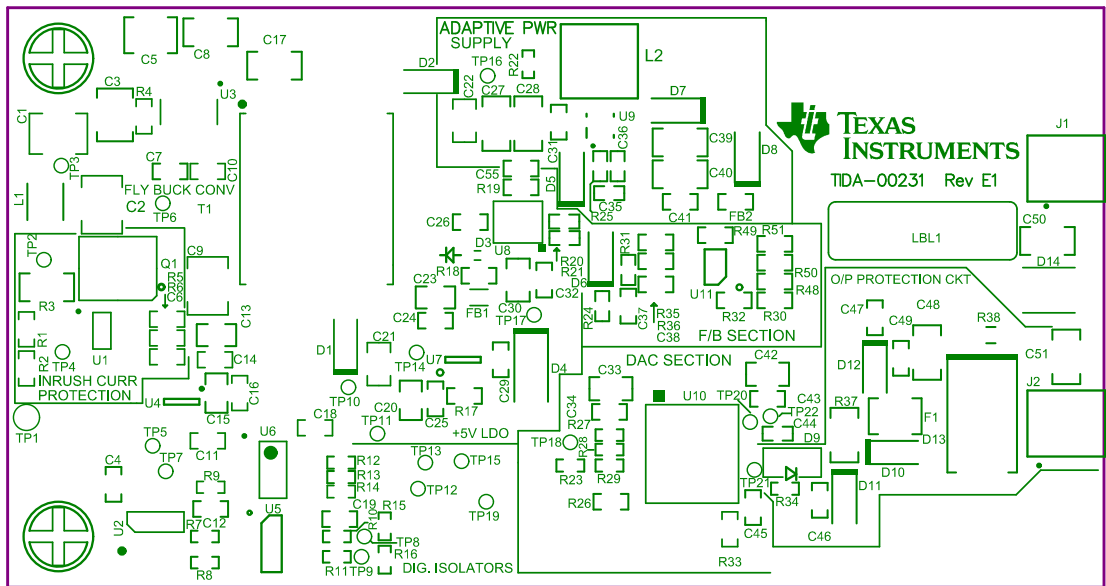 ADAPTIVE PWR
SUPPLY
L2
C5
C8
C17
D2
TP16
R22
C22
C27
C28
D7
C3
R4
U3
C1
C31
U9
C36
C39
D8
TEXAS
INSTRUMENTS
J1
TP3
C7
C10
C55
R19
D5
C40
TIDA-00231 Rev E1
FLY BUCK CONV
L1
C2
TP6
T1
C35
C41
FB2
C26
R25
R49
R51
LBL1
C50
TP2
D3
U8
R31
Q1
C9
R5
R6
C6
R18
R20
R21
D6
R50
D14
O/P PROTECTION CKT
R3
C23
C30
C32
U11
R48
FB1
TP17
R24
C37
R35
R36
C38
R32
R30
C47
C48
R38
R1
C24
U1
C13
F/B SECTION
R2
TP4
C14
D1
C21
TP14
U7
C29
D4
DAC SECTION
C42
C49
C51
D12
INRUSH CURR
PROTECTION
C16
C33
J2
U4
C15
TP10
C20
C25
R17
C34
U10
TP20
C43
TP22
R37
F1
TP1
C18
TP11
+5V LDO
R27
C44
D9
D13
TP5
C11
U6
TP18
R28
TP7
C4
R12
R13
R14
TP13
TP15
R23
R29
TP21
D10
R9
TP12
R34
D11
U2
R7
C12
U5
C19
R10
R15
TP19
R26
C45
C46
TP8
R8
R11
TP9
R16
DIG. ISOLATORS
R33